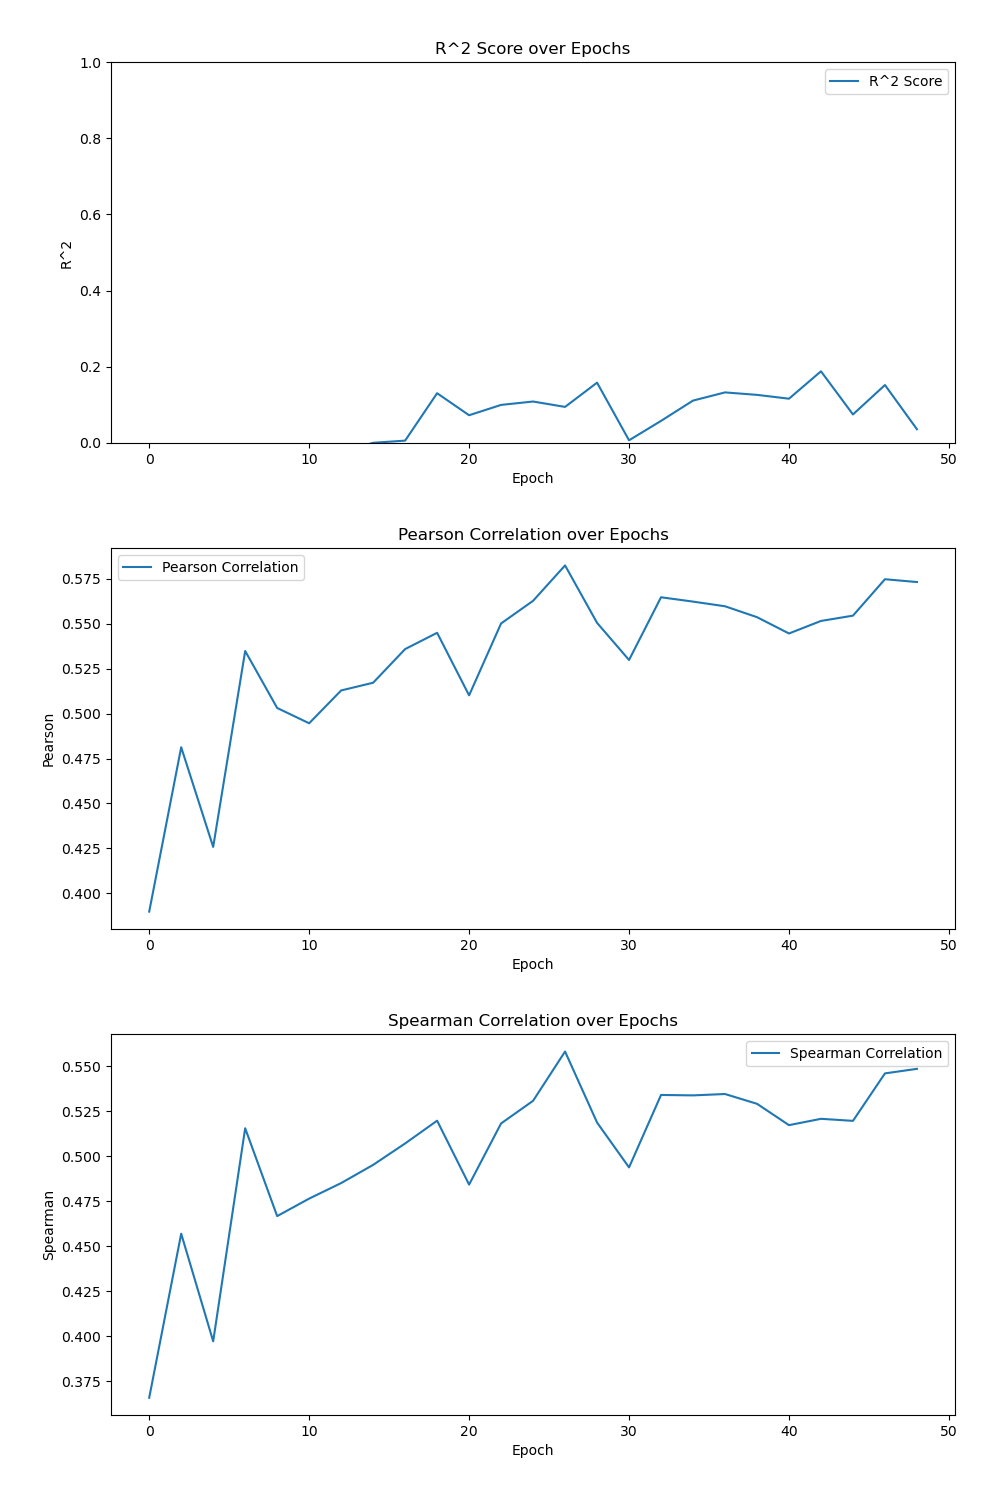 R^2 Score over Epochs
R^2 Score
1.0
0.8
0.6
0.4
0.2
0.0
R^2
0 10 20 30 40 50
Epoch
Pearson Correlation over Epochs
Pearson Correlation
0.575
0.550
0.525
0.500
0.475
0.450
0.425
0.400
Pearson
0 10 20 30 40 50
Epoch
Spearman Correlation over Epochs
Spearman Correlation
0.550
0.525
0.500
0.475
0.450
0.425
0.400
0.375
Spearman
0 10 20 30 40 50
Epoch